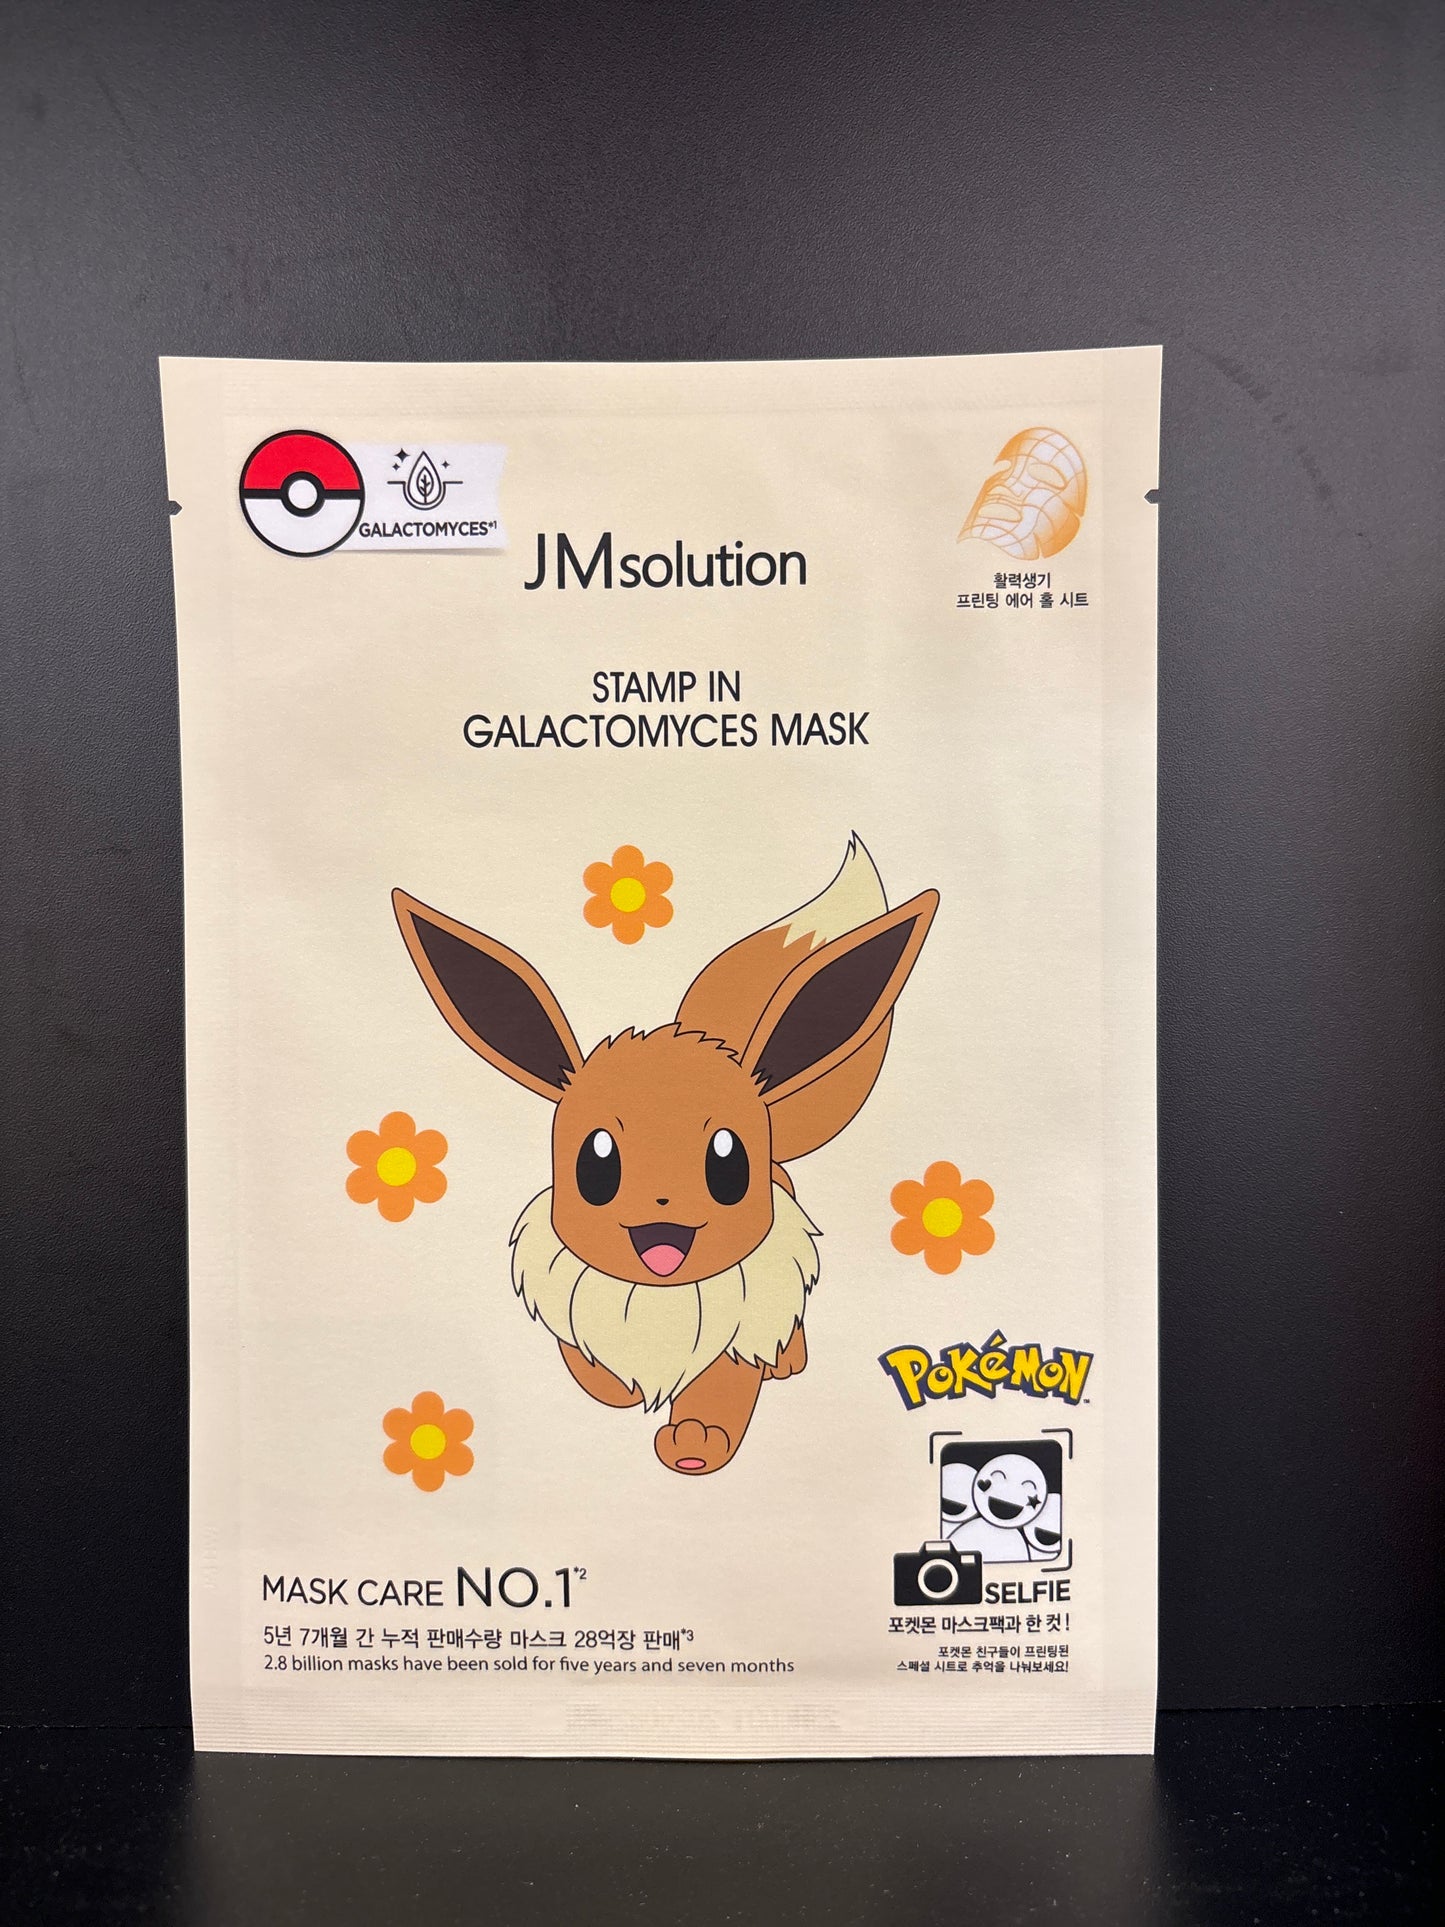 GALACTOMYCES*1
JMsolution
활력생기
프린팅 에어 홀 시트
STAMP IN
GALACTOMYCES MASK
POKéMON™
SELFIE
포켓몬 마스크팩과 한 컷!
포켓몬 친구들이 프린팅된
스페셜 시트로 추억을 나눠보세요!
MASK CARE NO.1*2
5년 7개월 간 누적 판매수량 마스크 28억장 판매*3
2.8 billion masks have been sold for five years and seven months